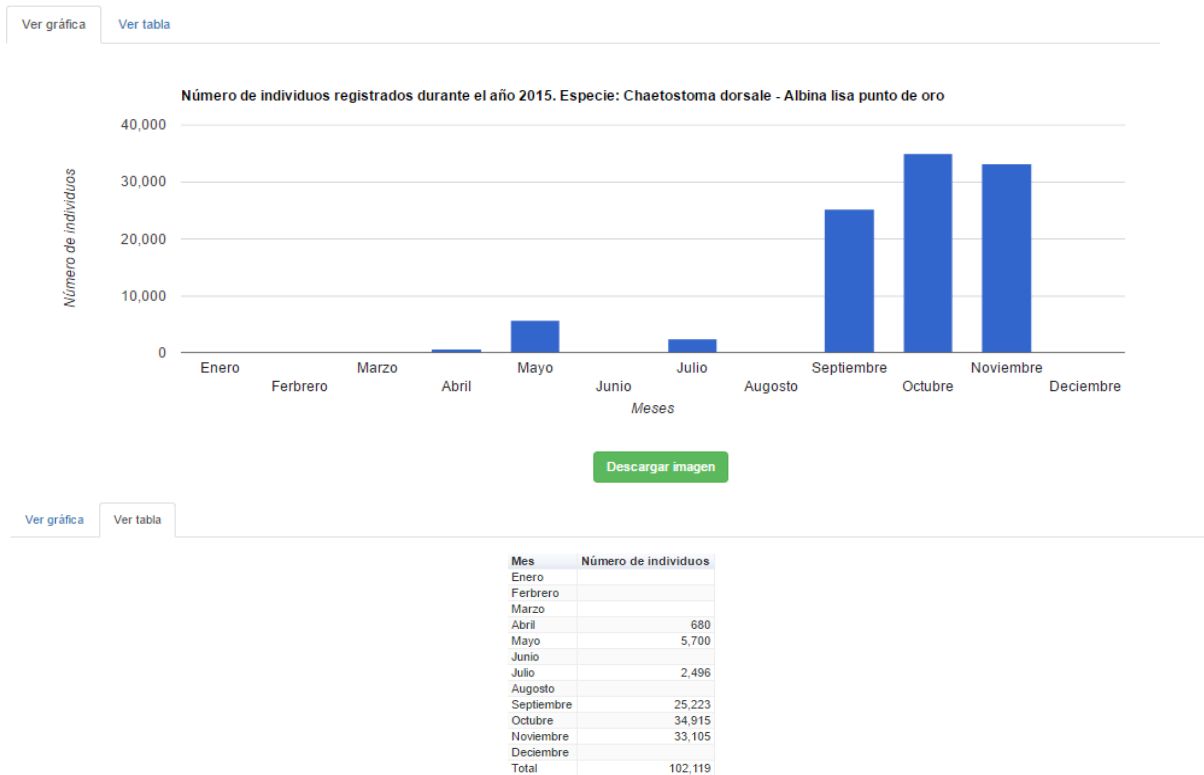 Ver gráfica Ver tabla
Número de individuos registrados durante el año 2015. Especie: Chaetostoma dorsale - Albina lisa punto de oro
40,000
30,000
20,000
10,000
0
Número de individuos
Enero Marzo Mayo Julio Septiembre Noviembre
Ferbrero Abril Junio Augosto Octubre Deciembre
Meses
Descargar imagen
Ver gráfica Ver tabla
Mes Número de individuos
Enero
Ferbrero
Marzo
Abril 680
Mayo 5,700
Junio
Julio 2,496
Augosto
Septiembre 25,223
Octubre 34,915
Noviembre 33,105
Deciembre
Total 102,119